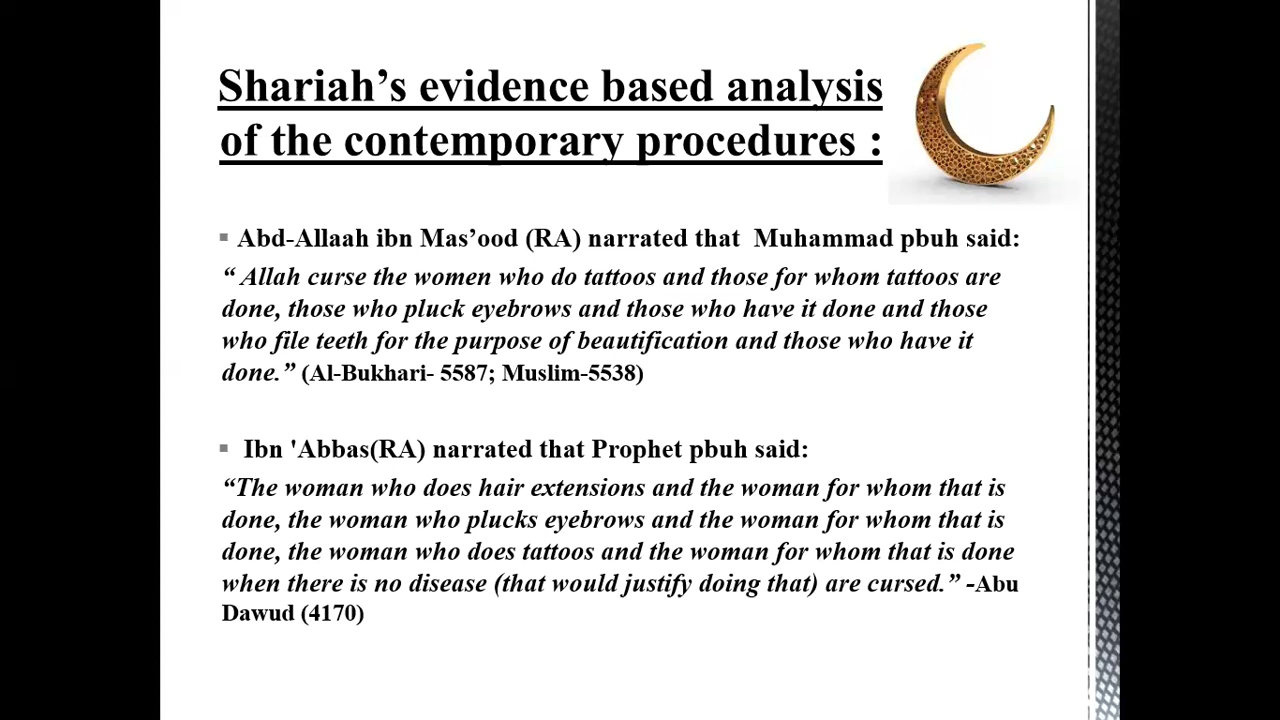 Shariah’s evidence based analysis
of the contemporary procedures :
▪ Abd-Allaah ibn Mas’ood (RA) narrated that Muhammad pbuh said:
“ Allah curse the women who do tattoos and those for whom tattoos are
done, those who pluck eyebrows and those who have it done and those
who file teeth for the purpose of beautification and those who have it
done.” (Al-Bukhari- 5587; Muslim-5538)
▪ Ibn 'Abbas(RA) narrated that Prophet pbuh said:
“The woman who does hair extensions and the woman for whom that is
done, the woman who plucks eyebrows and the woman for whom that is
done, the woman who does tattoos and the woman for whom that is done
when there is no disease (that would justify doing that) are cursed.” -Abu
Dawud (4170)